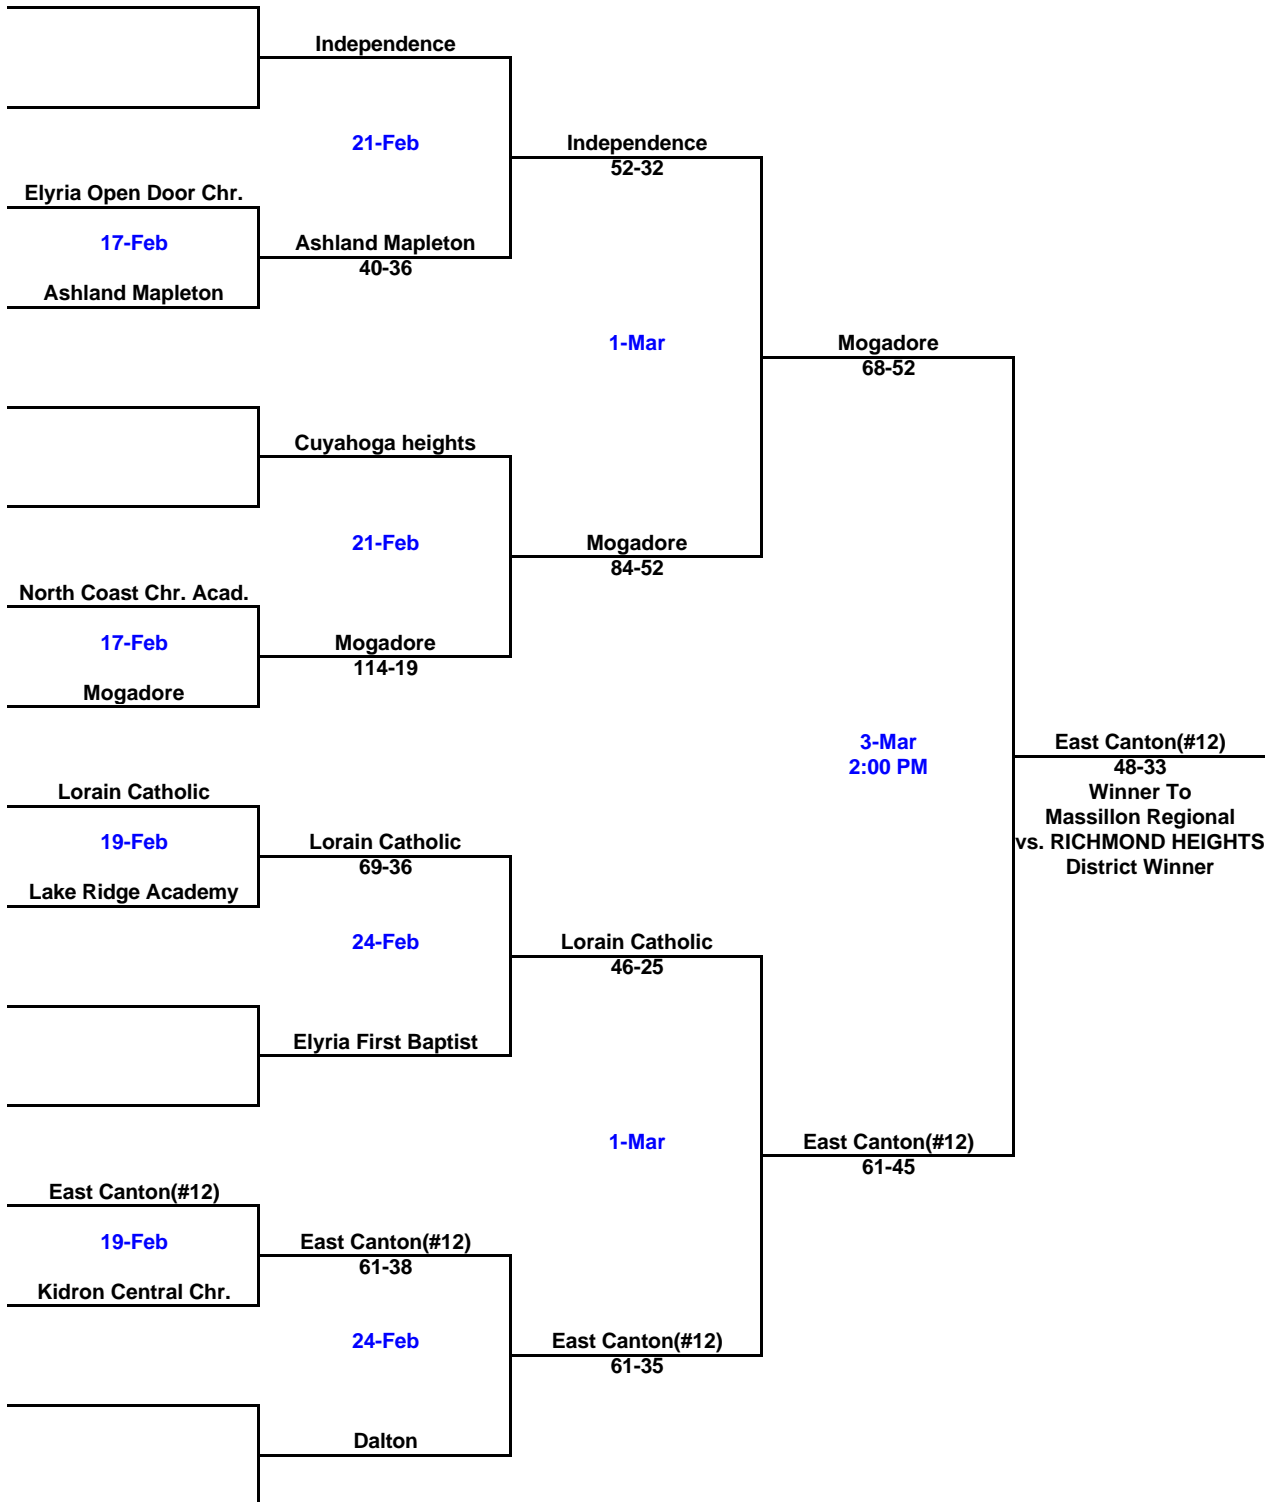 Independence
21-Feb
Independence
52-32
Elyria Open Door Chr.
17-Feb
Ashland Mapleton
40-36
Ashland Mapleton
1-Mar
Mogadore
68-52
Cuyahoga heights
21-Feb
Mogadore
84-52
North Coast Chr. Acad.
17-Feb
Mogadore
114-19
Mogadore
3-Mar
2:00 PM
East Canton(#12)
48-33
Winner To
Massillon Regional
vs. RICHMOND HEIGHTS
District Winner
Lorain Catholic
19-Feb
Lorain Catholic
69-36
Lake Ridge Academy
24-Feb
Lorain Catholic
46-25
Elyria First Baptist
1-Mar
East Canton(#12)
61-45
East Canton(#12)
19-Feb
East Canton(#12)
61-38
Kidron Central Chr.
24-Feb
East Canton(#12)
61-35
Dalton